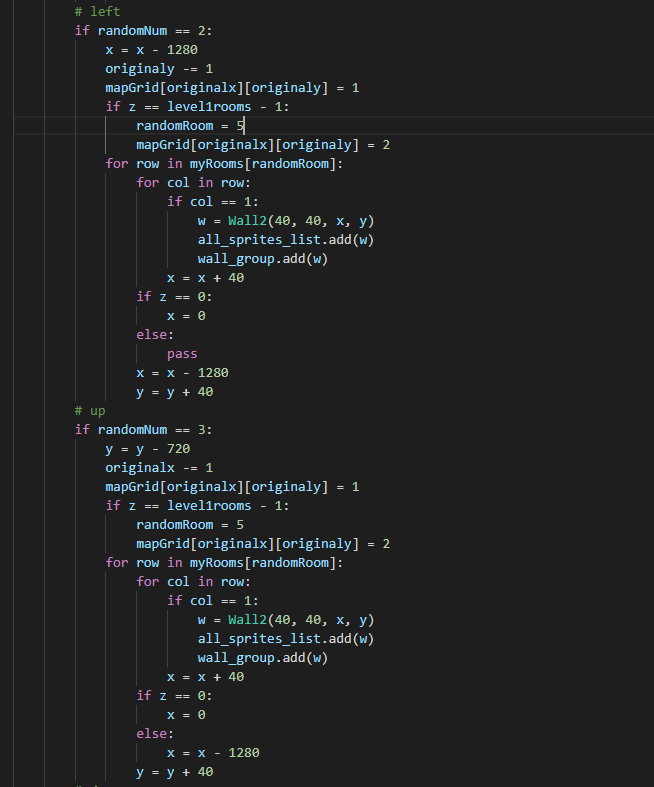 # left
if randomNum == 2:
    x = x - 1280
    originaly -= 1
    mapGrid[originalx][originaly] = 1
    if z == level1rooms - 1:
        randomRoom = 5
        mapGrid[originalx][originaly] = 2
    for row in myRooms[randomRoom]:
        for col in row:
            if col == 1:
                w = Wall2(40, 40, x, y)
                all_sprites_list.add(w)
                wall_group.add(w)
            x = x + 40
        if z == 0:
            x = 0
        else:
            pass
        x = x - 1280
        y = y + 40
# up
if randomNum == 3:
    y = y - 720
    originalx -= 1
    mapGrid[originalx][originaly] = 1
    if z == level1rooms - 1:
        randomRoom = 5
        mapGrid[originalx][originaly] = 2
    for row in myRooms[randomRoom]:
        for col in row:
            if col == 1:
                w = Wall2(40, 40, x, y)
                all_sprites_list.add(w)
                wall_group.add(w)
            x = x + 40
        if z == 0:
            x = 0
        else:
            x = x - 1280
        y = y + 40